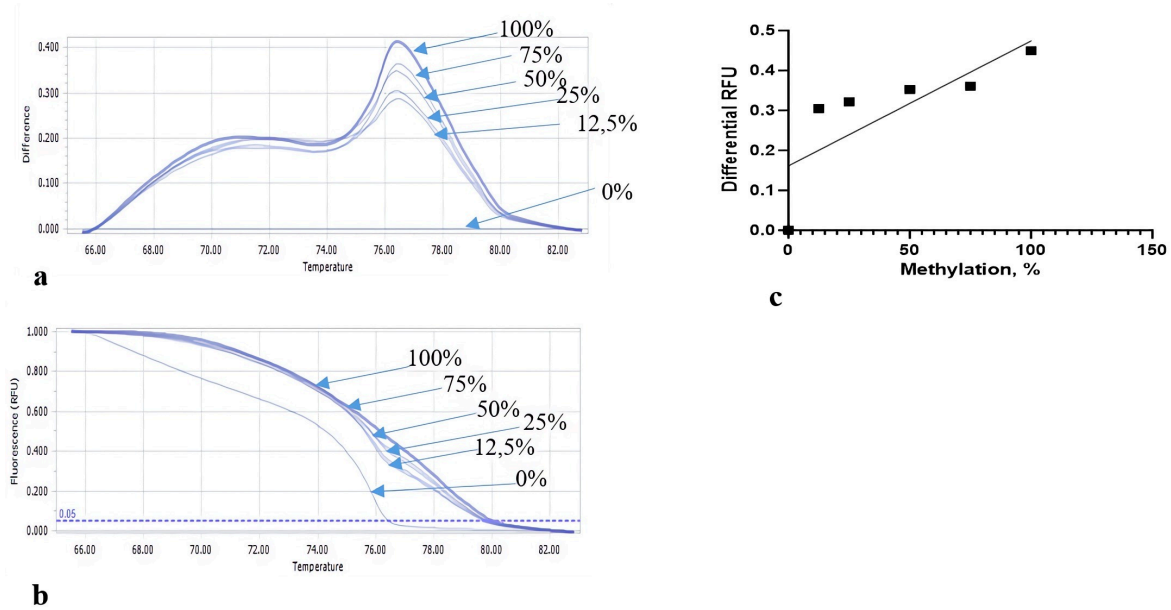 100%
75%
50%
25%
12,5%
0%
Difference
0.400
0.300
0.200
0.100
0.000
66.00 68.00 70.00 72.00 74.00 76.00 78.00 80.00 82.00
Temperature
a
100%
75%
50%
25%
12,5%
0%
Fluorescence (RFU)
1.000
0.800
0.600
0.400
0.200
0.05
0.000
66.00 68.00 70.00 72.00 74.00 76.00 78.00 80.00 82.00
Temperature
b
Differential RFU
0.5
0.4
0.3
0.2
0.1
0.0
0 50 100 150
Methylation, %
c